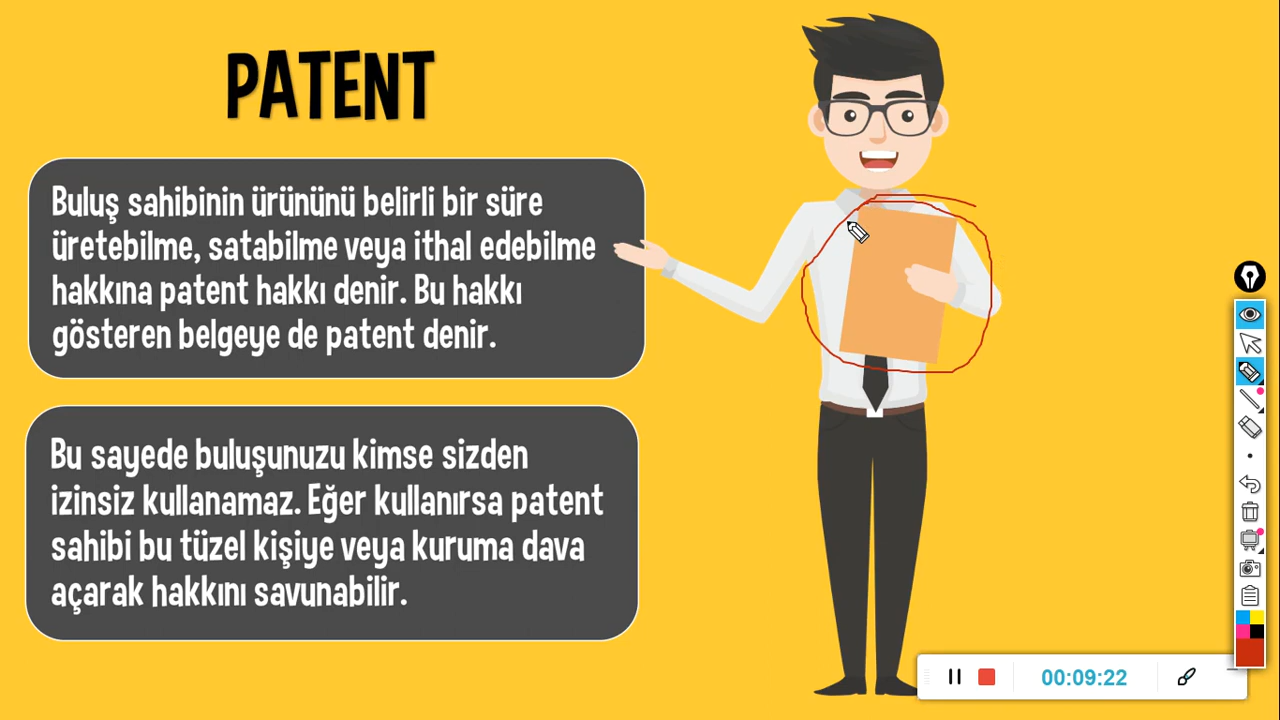 PATENT
Buluş sahibinin ürününü belirli bir süre
üretebilme, satabilme veya ithal edebilme
hakkına patent hakkı denir. Bu hakkı
gösteren belgeye de patent denir.
Bu sayede buluşunuzu kimse sizden
izinsiz kullanamaz. Eğer kullanırsa patent
sahibi bu tüzel kişiye veya kuruma dava
açarak hakkını savunabilir.
00:09:22